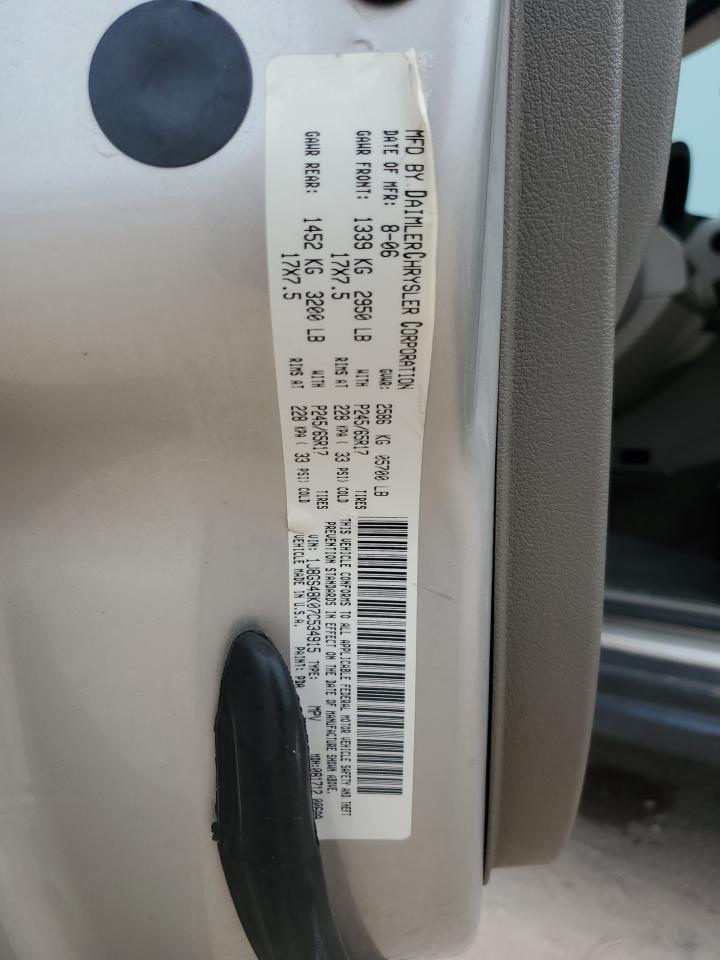 MFD BY DAIMLERCHRYSLER CORPORATION
DATE OF MFR: 8-06 GVWR: 2586 KG 05700 LB
GAWR FRONT: 1339 KG 2950 LB WITH P245/65R17 TIRES
17X7.5 RIMS AT 228 KPA ( 33 PSI) COLD
GAWR REAR: 1452 KG 3200 LB WITH P245/65R17 TIRES
17X7.5 RIMS AT 228 KPA ( 33 PSI) COLD
THIS VEHICLE CONFORMS TO ALL APPLICABLE FEDERAL MOTOR VEHICLE SAFETY AND THEFT
PREVENTION STANDARDS IN EFFECT ON THE DATE OF MANUFACTURE SHOWN ABOVE.
VIN: 1J8GS48K07C534915 TYPE: MPV MDH:081712
VEHICLE MADE IN U.S.A. PAINT: PDA